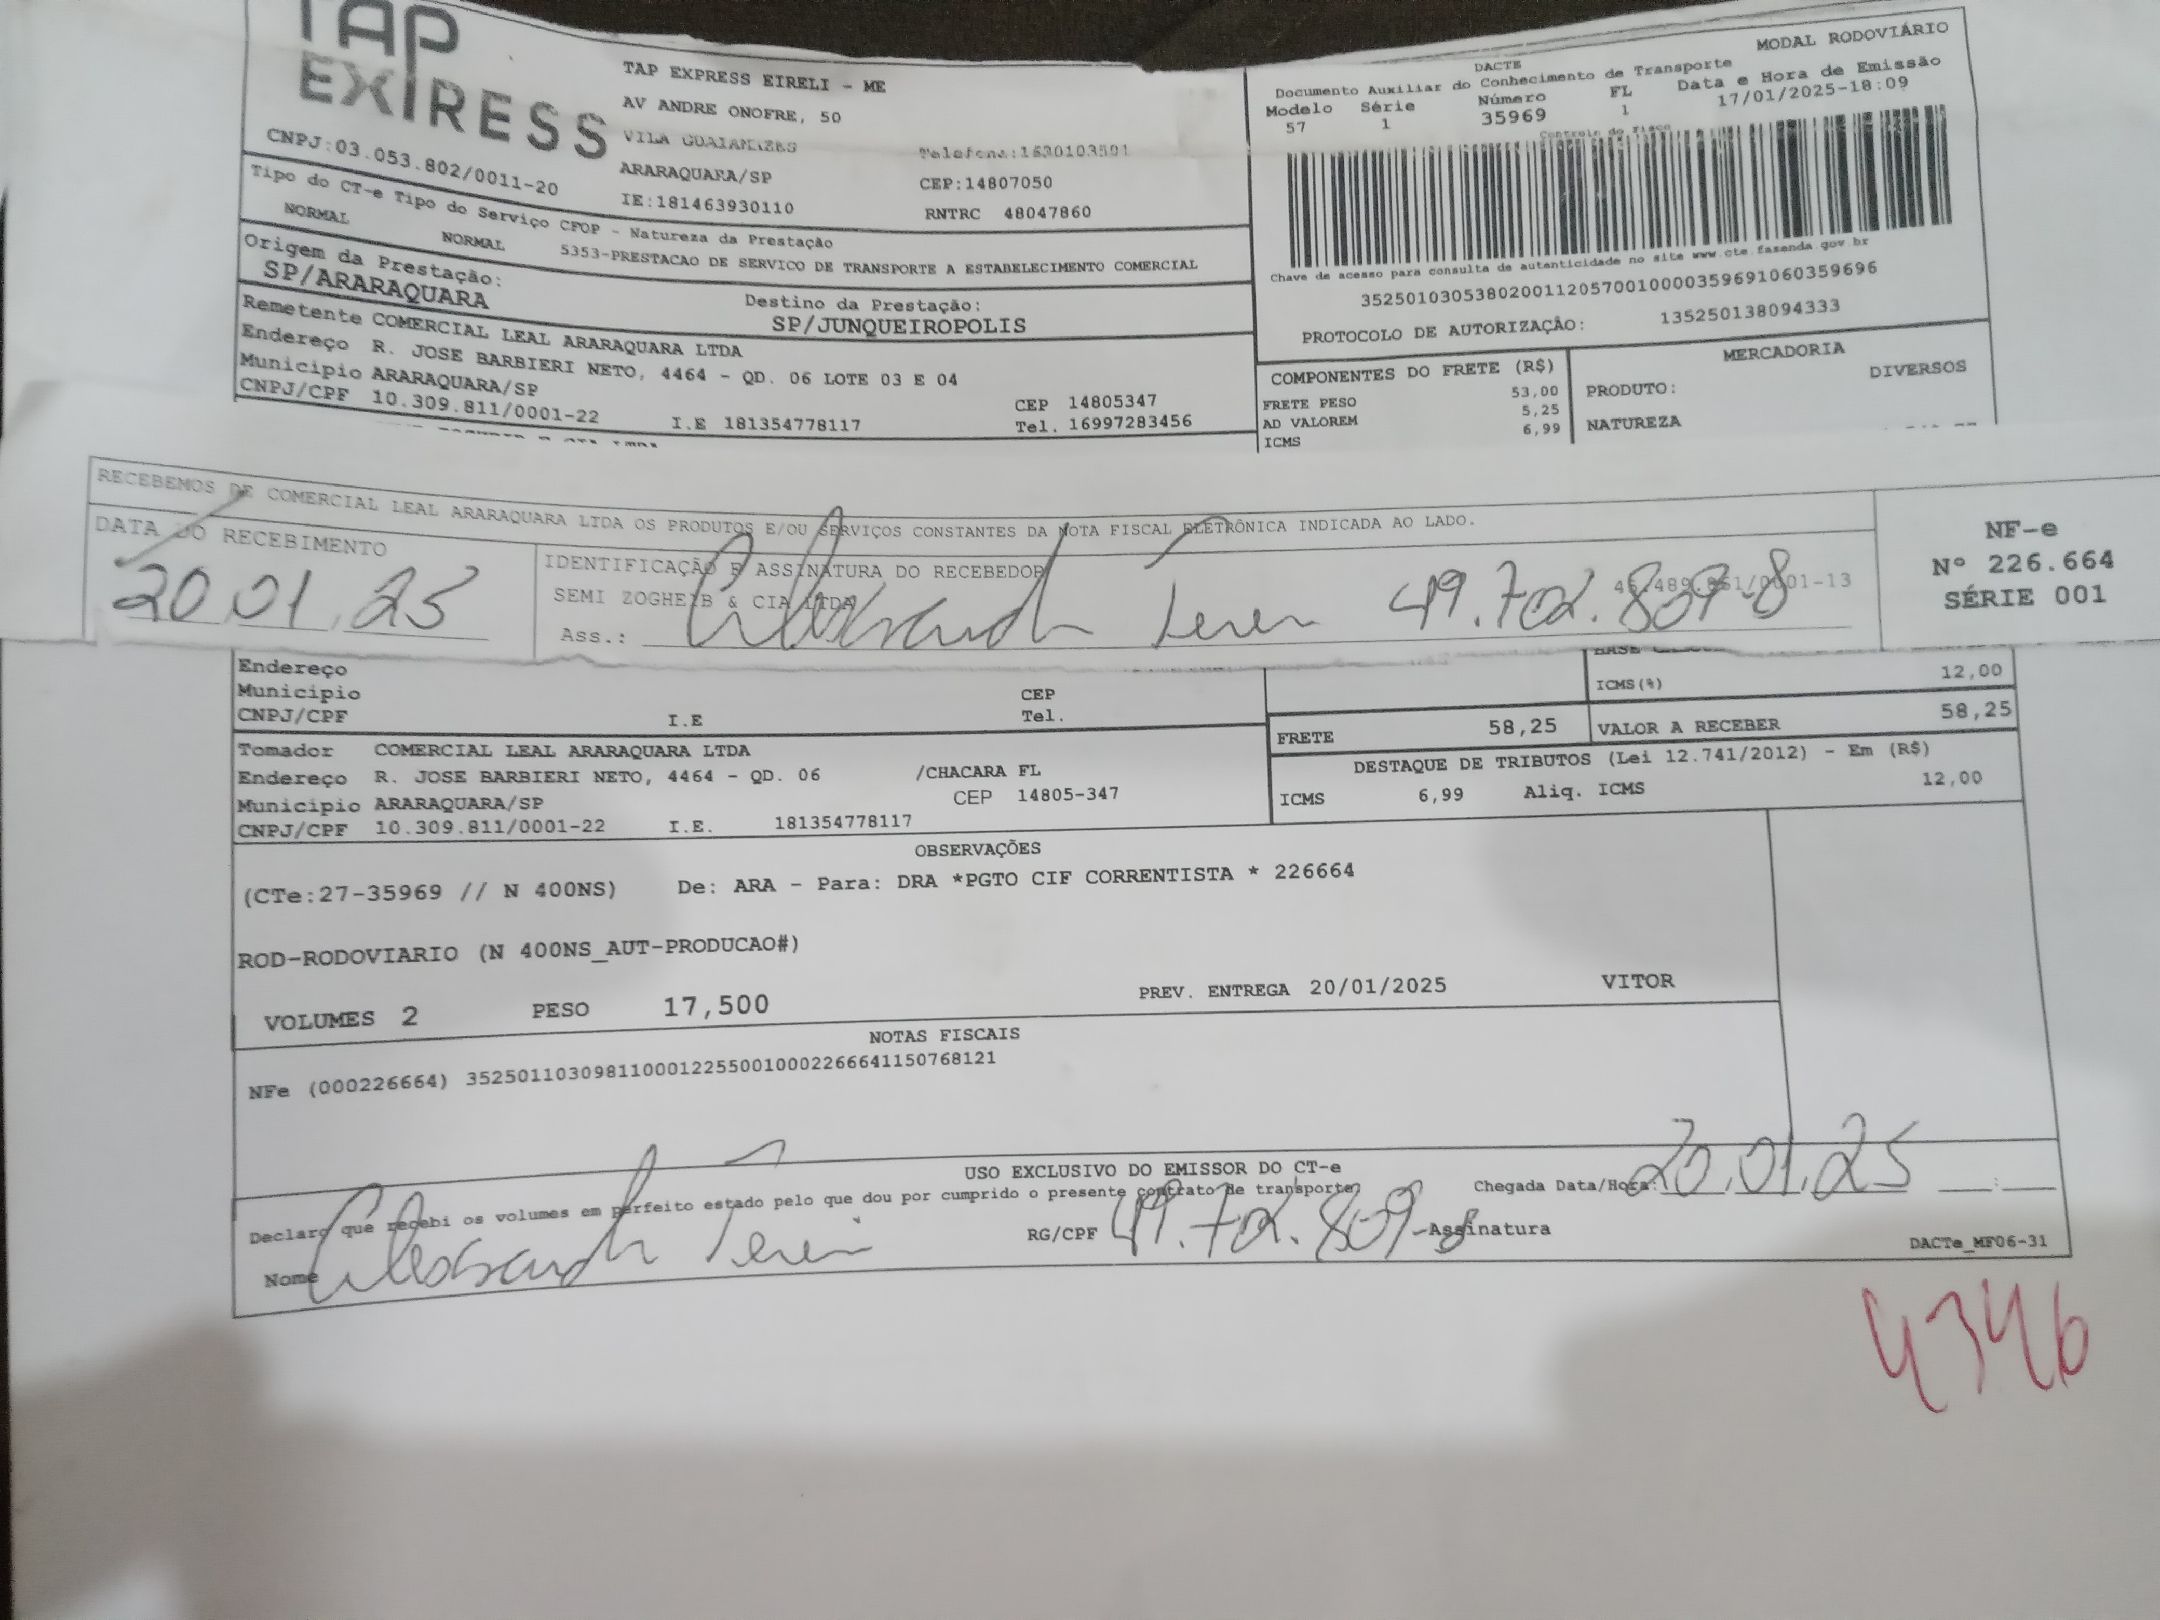 TAP
EXPRESS
TAP EXPRESS EIRELI - ME
AV ANDRE ONOFRE, 50
VILA GUAIANAZES Telefone:1630103501
ARARAQUARA/SP CEP:14807050
CNPJ:03.053.802/0011-20 IE:181463930110 RNTRC 48047860
Tipo do CT-e Tipo do Serviço CFOP - Natureza da Prestação
NORMAL NORMAL 5353-PRESTACAO DE SERVICO DE TRANSPORTE A ESTABELECIMENTO COMERCIAL
Origem da Prestação: Destino da Prestação:
SP/ARARAQUARA SP/JUNQUEIROPOLIS
Remetente COMERCIAL LEAL ARARAQUARA LTDA
Endereço R. JOSE BARBIERI NETO, 4464 - QD. 06 LOTE 03 E 04
Municipio ARARAQUARA/SP CEP 14805347
CNPJ/CPF 10.309.811/0001-22 I.E 181354778117 Tel. 16997283456
MODAL RODOVIÁRIO
DACTE
Documento Auxiliar do Conhecimento de Transporte
Modelo Série Número FL Data e Hora de Emissão
57 1 35969 1 17/01/2025-18:09
Controle do Fisco
Chave de acesso para consulta de autenticidade no site www.cte.fazenda.gov.br
35250103053802001120570010000359691060359696
PROTOCOLO DE AUTORIZAÇÃO: 135250138094333
COMPONENTES DO FRETE (R$) MERCADORIA
FRETE PESO 53,00 PRODUTO: DIVERSOS
AD VALOREM 5,25 NATUREZA
ICMS 6,99
RECEBEMOS DE COMERCIAL LEAL ARARAQUARA LTDA OS PRODUTOS E/OU SERVIÇOS CONSTANTES DA NOTA FISCAL ELETRÔNICA INDICADA AO LADO.
DATA DO RECEBIMENTO
20.01.25
IDENTIFICAÇÃO E ASSINATURA DO RECEBEDOR
SEMI ZOGHEIB & CIA LTDA
Ass.: 49.702.809-8
NF-e
Nº 226.664
SÉRIE 001
Endereço
Municipio CEP
CNPJ/CPF I.E Tel.
ICMS(%) 12,00
FRETE 58,25 VALOR A RECEBER 58,25
Tomador COMERCIAL LEAL ARARAQUARA LTDA
Endereço R. JOSE BARBIERI NETO, 4464 - QD. 06 /CHACARA FL
Municipio ARARAQUARA/SP CEP 14805-347
CNPJ/CPF 10.309.811/0001-22 I.E. 181354778117
DESTAQUE DE TRIBUTOS (Lei 12.741/2012) - Em (R$)
ICMS 6,99 Aliq. ICMS 12,00
OBSERVAÇÕES
(CTe:27-35969 // N 400NS) De: ARA - Para: DRA *PGTO CIF CORRENTISTA * 226664
ROD-RODOVIARIO (N 400NS_AUT-PRODUCAO#)
VOLUMES 2 PESO 17,500 PREV. ENTREGA 20/01/2025 VITOR
NOTAS FISCAIS
NFe (000226664) 35250110309811000122550010002266641150768121
USO EXCLUSIVO DO EMISSOR DO CT-e
Declaro que recebi os volumes em perfeito estado pelo que dou por cumprido o presente contrato de transporte. Chegada Data/Hora: 20.01.25
Nome RG/CPF 49.702.809-8 Assinatura
DACTe_MF06-31
4346